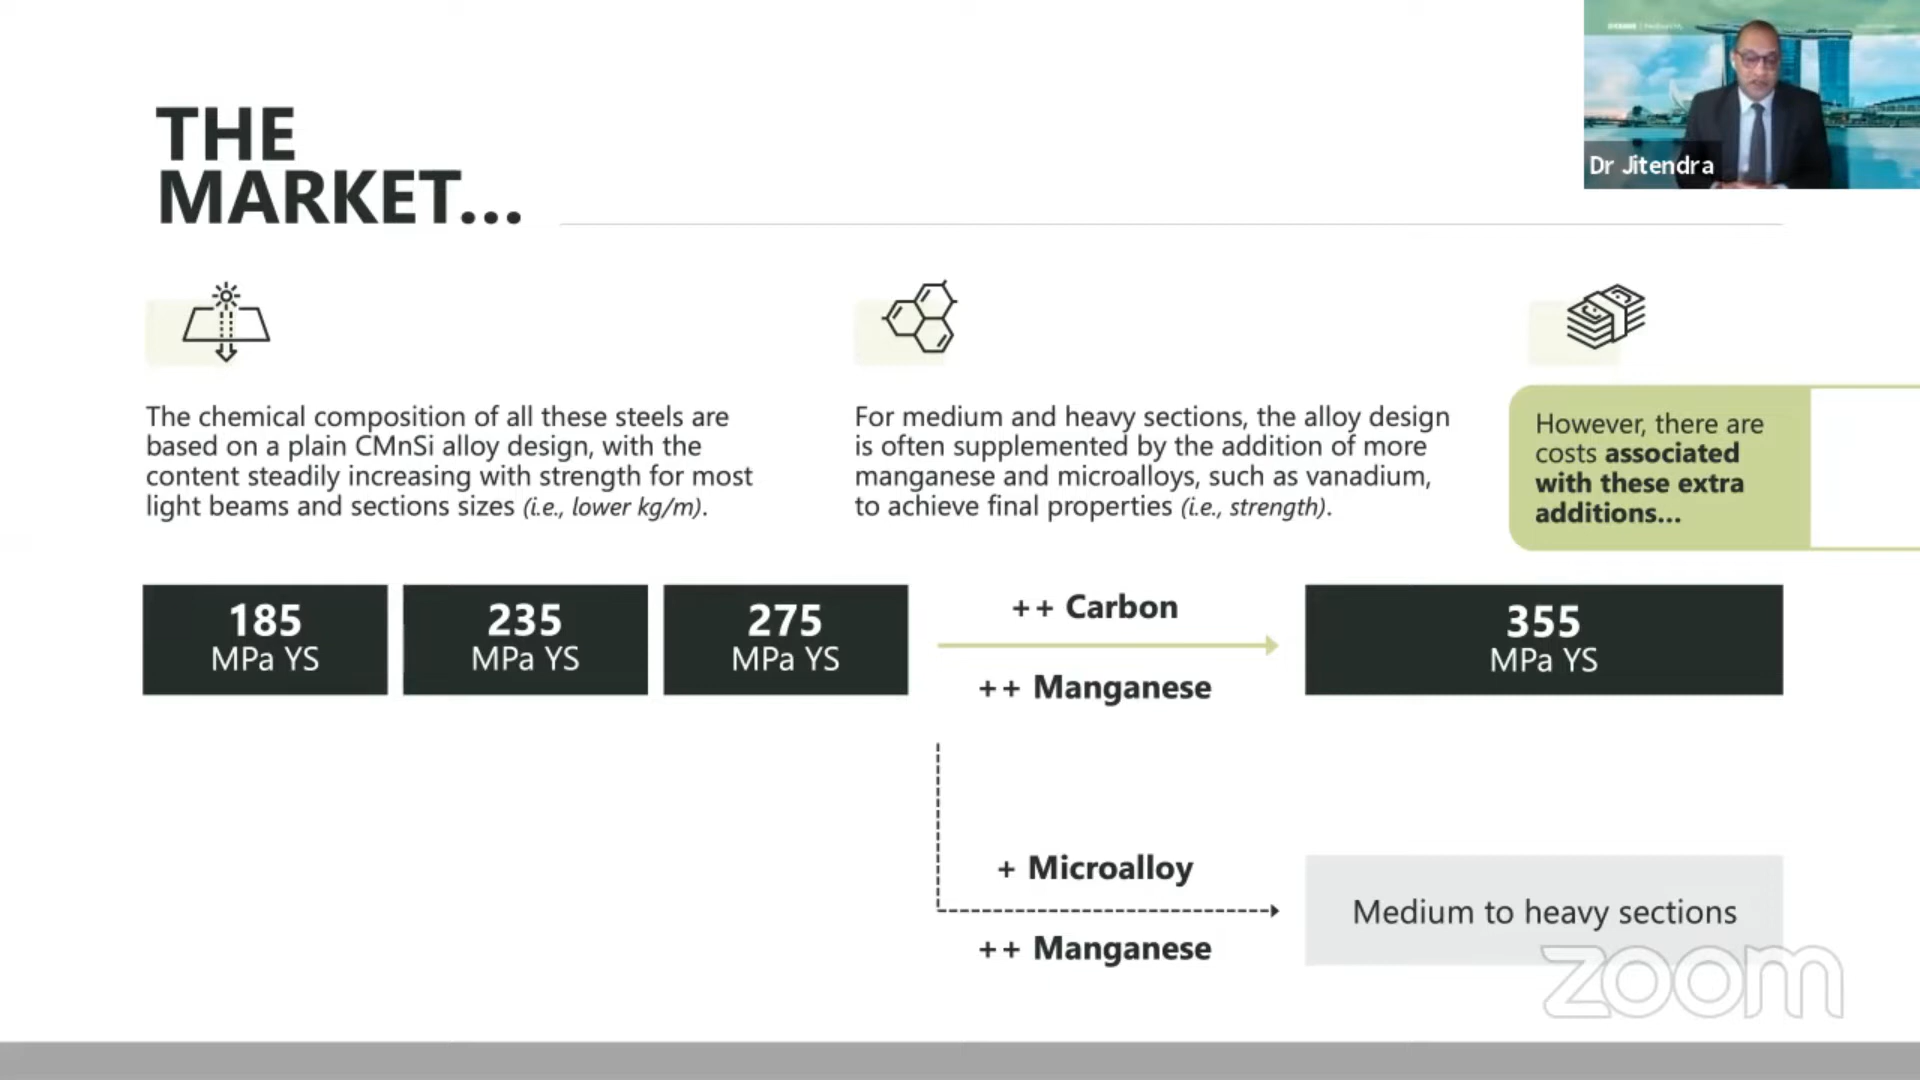 THE
MARKET...
Dr Jitendra
The chemical composition of all these steels are
based on a plain CMnSi alloy design, with the
content steadily increasing with strength for most
light beams and sections sizes (i.e., lower kg/m).
For medium and heavy sections, the alloy design
is often supplemented by the addition of more
manganese and microalloys, such as vanadium,
to achieve final properties (i.e., strength).
However, there are
costs associated
with these extra
additions...
185
MPa YS
235
MPa YS
275
MPa YS
++ Carbon
++ Manganese
355
MPa YS
+ Microalloy
++ Manganese
Medium to heavy sections
zoom